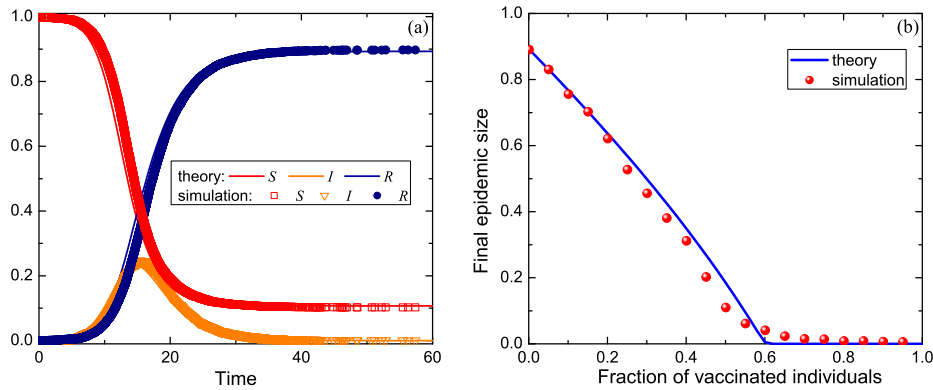 (a)
1.0
0.8
0.6
0.4
0.2
0.0
theory: S I R
simulation: S I R
0 20 40 60
Time
(b)
1.0
0.8
0.6
0.4
0.2
0.0
Final epidemic size
theory
simulation
0.0 0.2 0.4 0.6 0.8 1.0
Fraction of vaccinated individuals